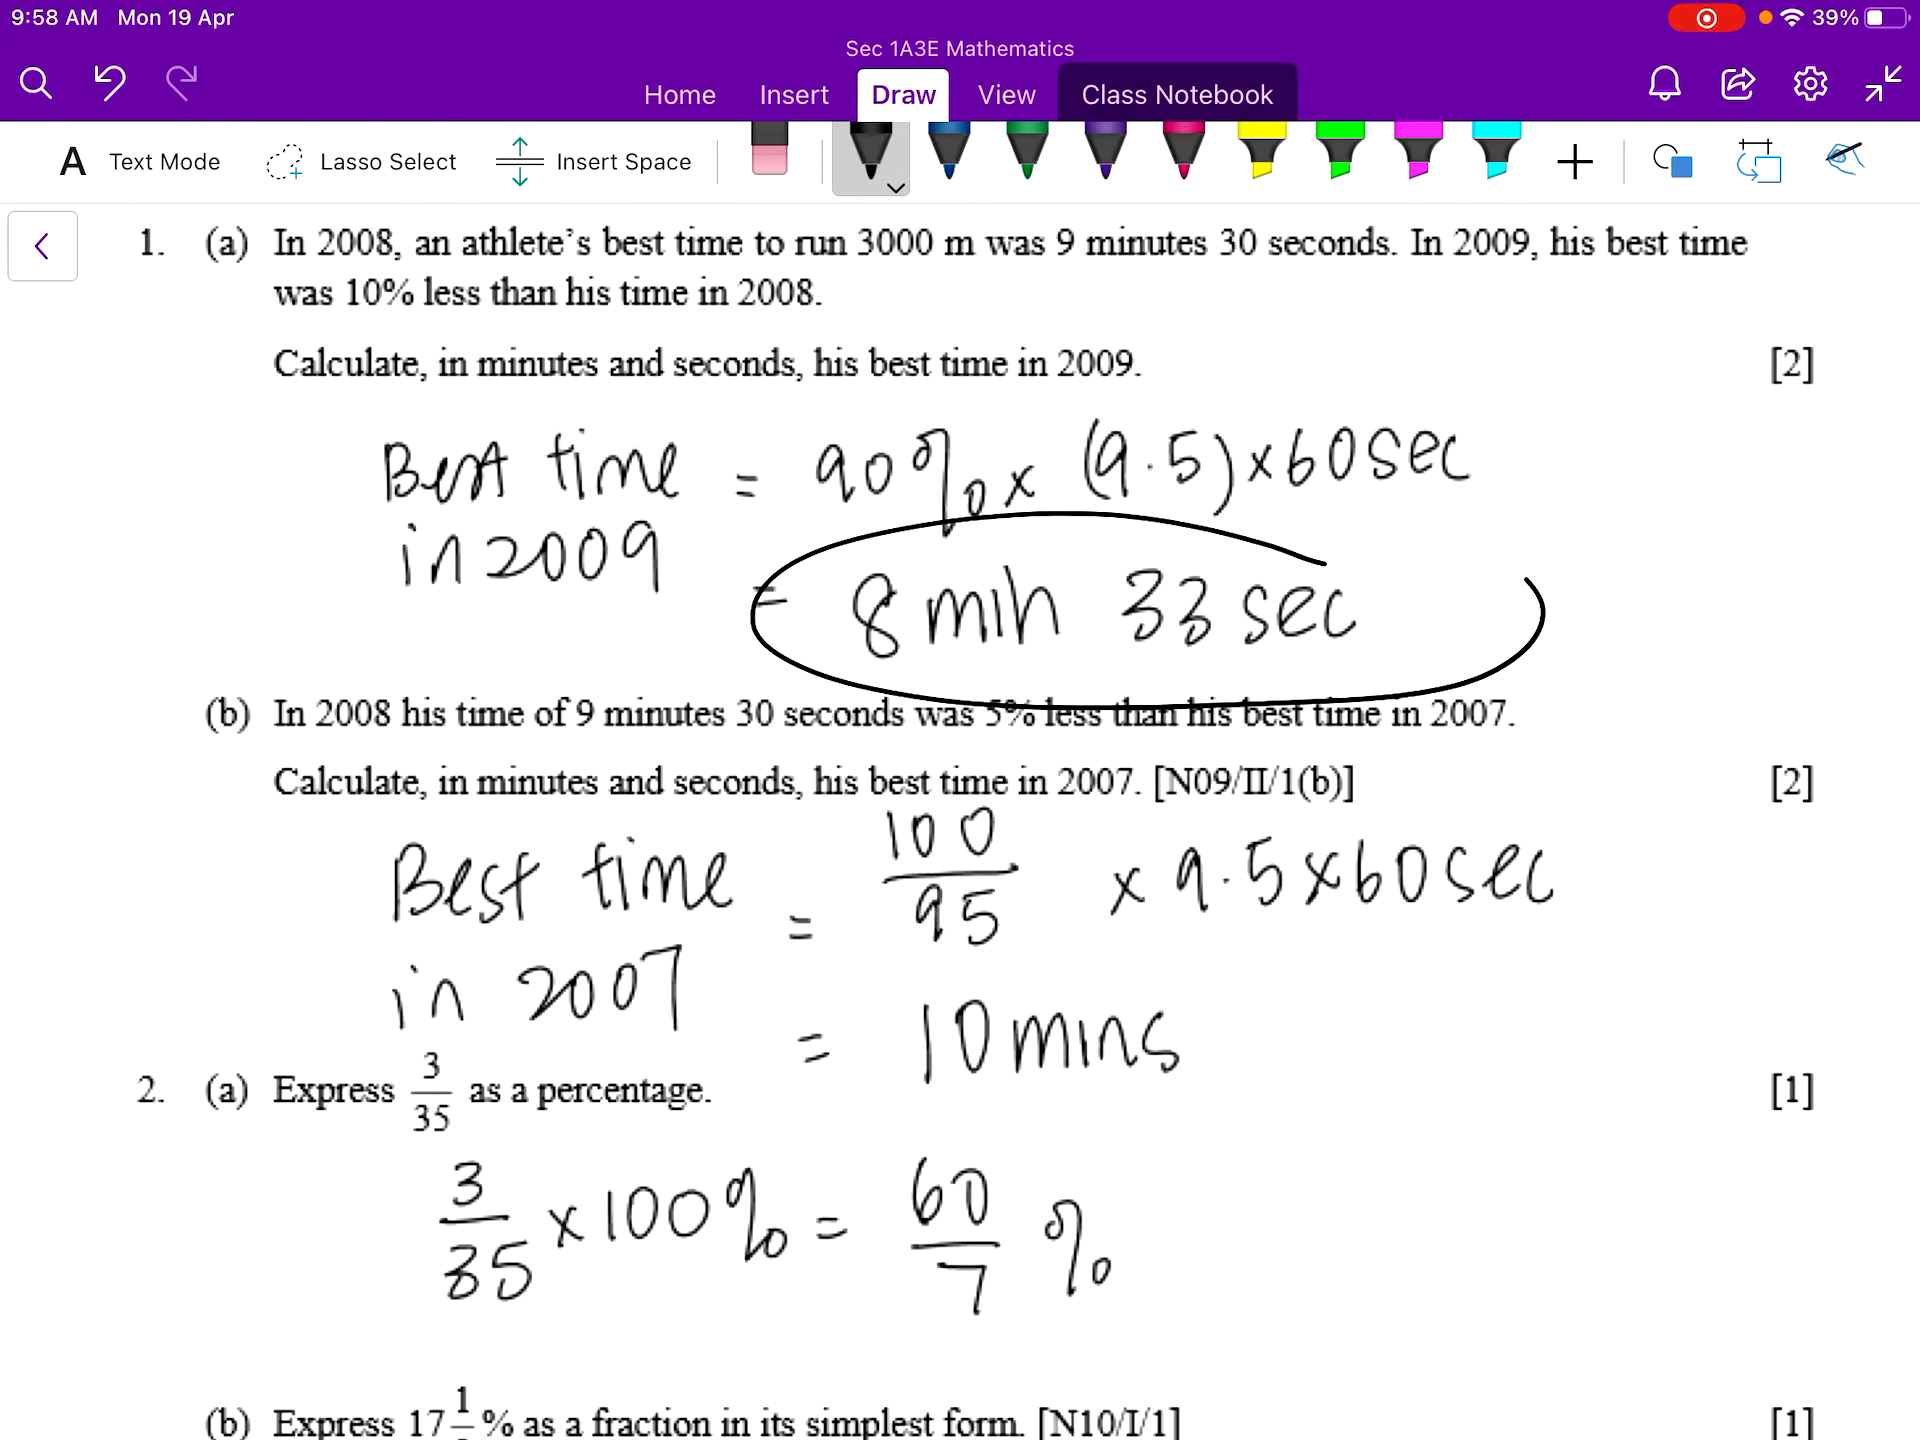 9:58 AM Mon 19 Apr
39%
Sec 1A3E Mathematics
Home Insert Draw View Class Notebook
A Text Mode Lasso Select Insert Space
1. (a) In 2008, an athlete's best time to run 3000 m was 9 minutes 30 seconds. In 2009, his best time
was 10% less than his time in 2008.
Calculate, in minutes and seconds, his best time in 2009. [2]
Best time = 90% x (9.5) x 60 sec
in 2009
= 8 min 33 sec
(b) In 2008 his time of 9 minutes 30 seconds was 5% less than his best time in 2007.
Calculate, in minutes and seconds, his best time in 2007. [N09/II/1(b)] [2]
Best time = 100/95 x 9.5 x 60 sec
in 2007
= 10 mins
2. (a) Express 3/35 as a percentage. [1]
3/35 x 100% = 60/7 %
(b) Express 17 1 % as a fraction in its simplest form. [N10/I/1] [1]